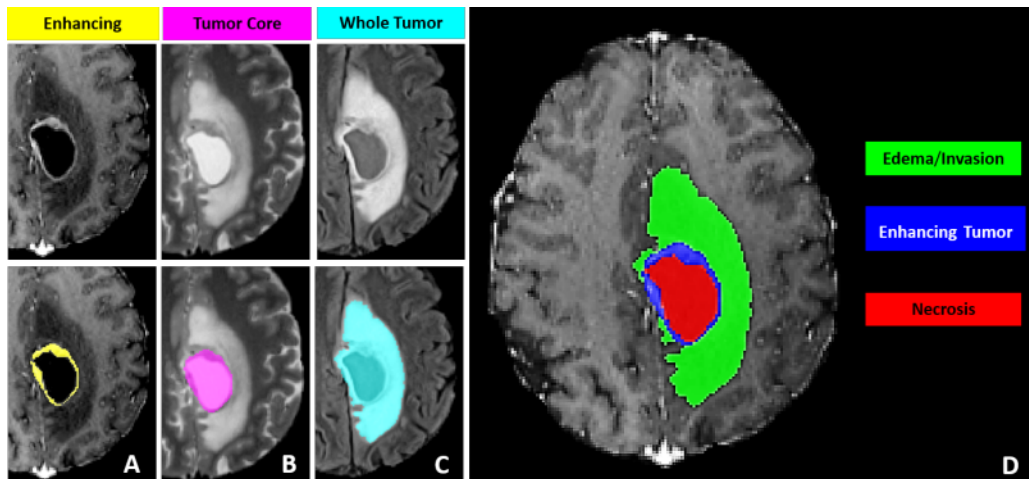 Enhancing
Tumor Core
Whole Tumor
Edema/Invasion
Enhancing Tumor
Necrosis
A
B
C
D